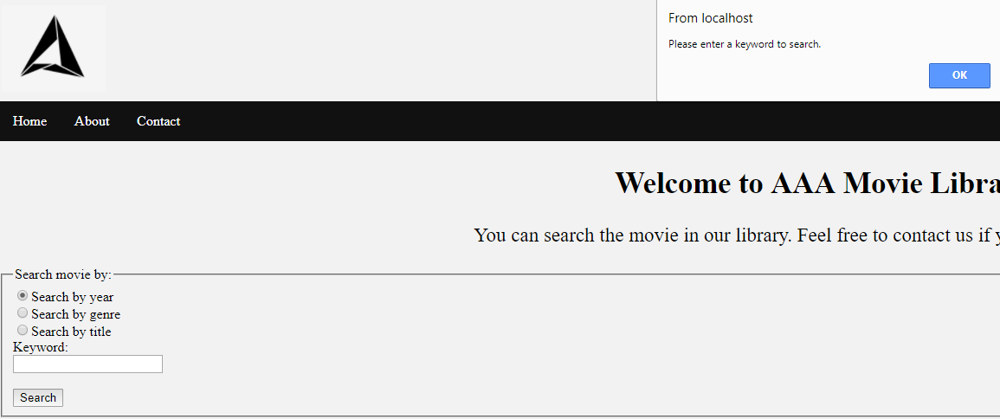 From localhost
Please enter a keyword to search.
OK
Home About Contact
Welcome to AAA Movie Libra
You can search the movie in our library. Feel free to contact us if y
Search movie by:
Search by year
Search by genre
Search by title
Keyword:
Search